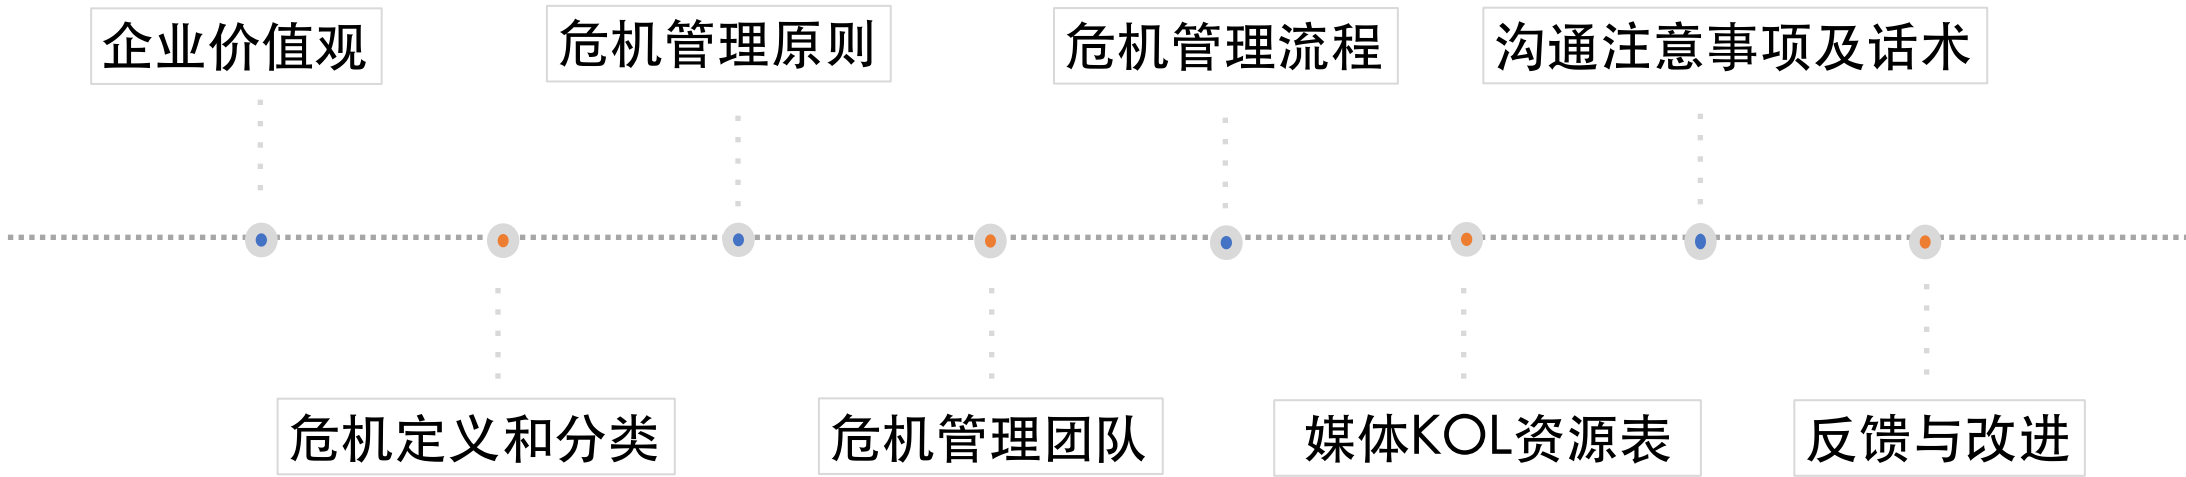 企业价值观
危机管理原则
危机管理流程
沟通注意事项及话术
危机定义和分类
危机管理团队
媒体KOL资源表
反馈与改进